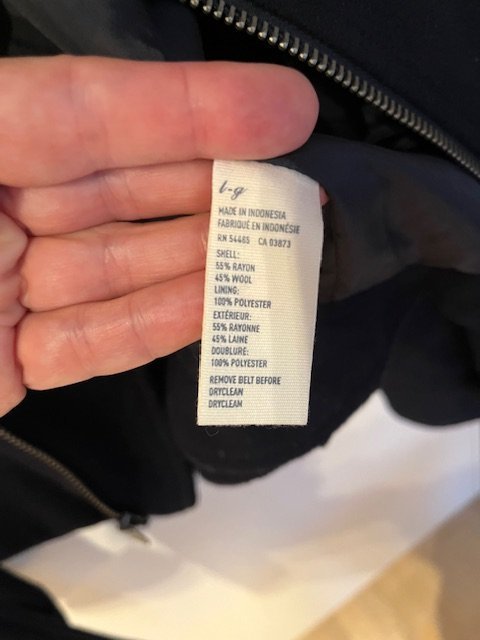 l-g
MADE IN INDONESIA
FABRIQUÉ EN INDONÉSIE
RN 54465 CA 03873
SHELL:
55% RAYON
45% WOOL
LINING:
100% POLYESTER
EXTÉRIEUR:
55% RAYONNE
45% LAINE
DOUBLURE:
100% POLYESTER
REMOVE BELT BEFORE
DRYCLEAN
DRYCLEAN